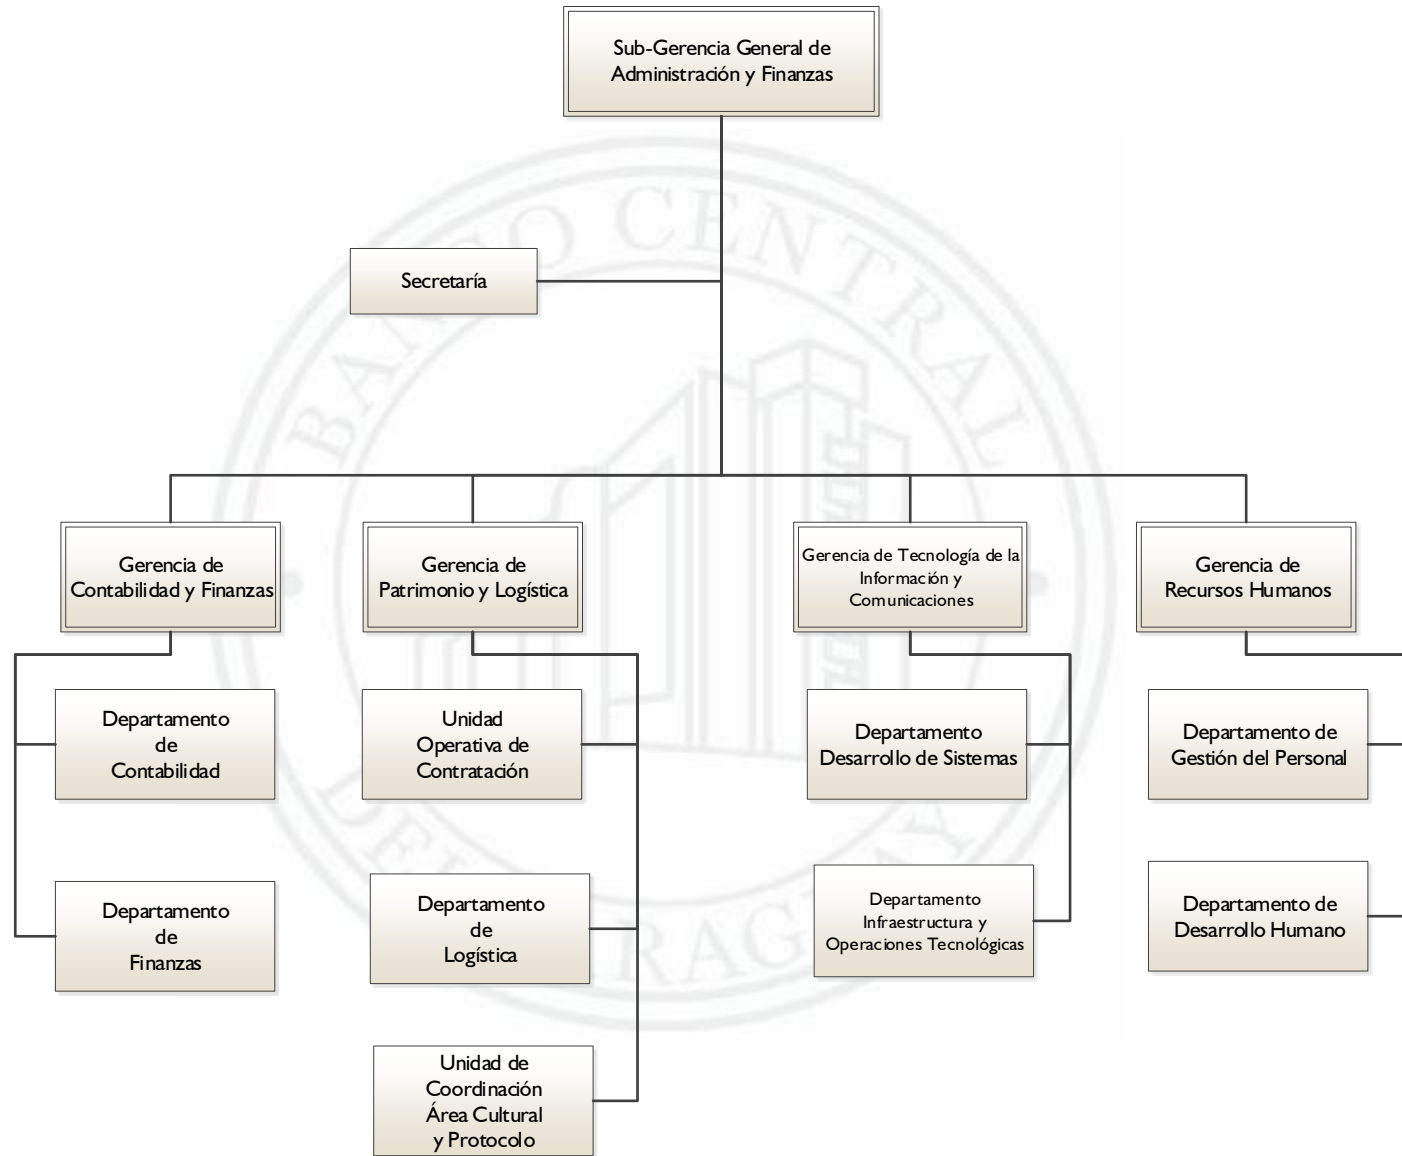 Sub-Gerencia General de
Administración y Finanzas
Secretaría
Gerencia de
Contabilidad y Finanzas
Gerencia de
Patrimonio y Logística
Gerencia de Tecnología de la
Información y
Comunicaciones
Gerencia de
Recursos Humanos
Departamento
de
Contabilidad
Unidad
Operativa de
Contratación
Departamento
Desarrollo de Sistemas
Departamento de
Gestión del Personal
Departamento
de
Finanzas
Departamento
de
Logística
Departamento
Infraestructura y
Operaciones Tecnológicas
Departamento de
Desarrollo Humano
Unidad de
Coordinación
Área Cultural
y Protocolo
BANCO CENTRAL